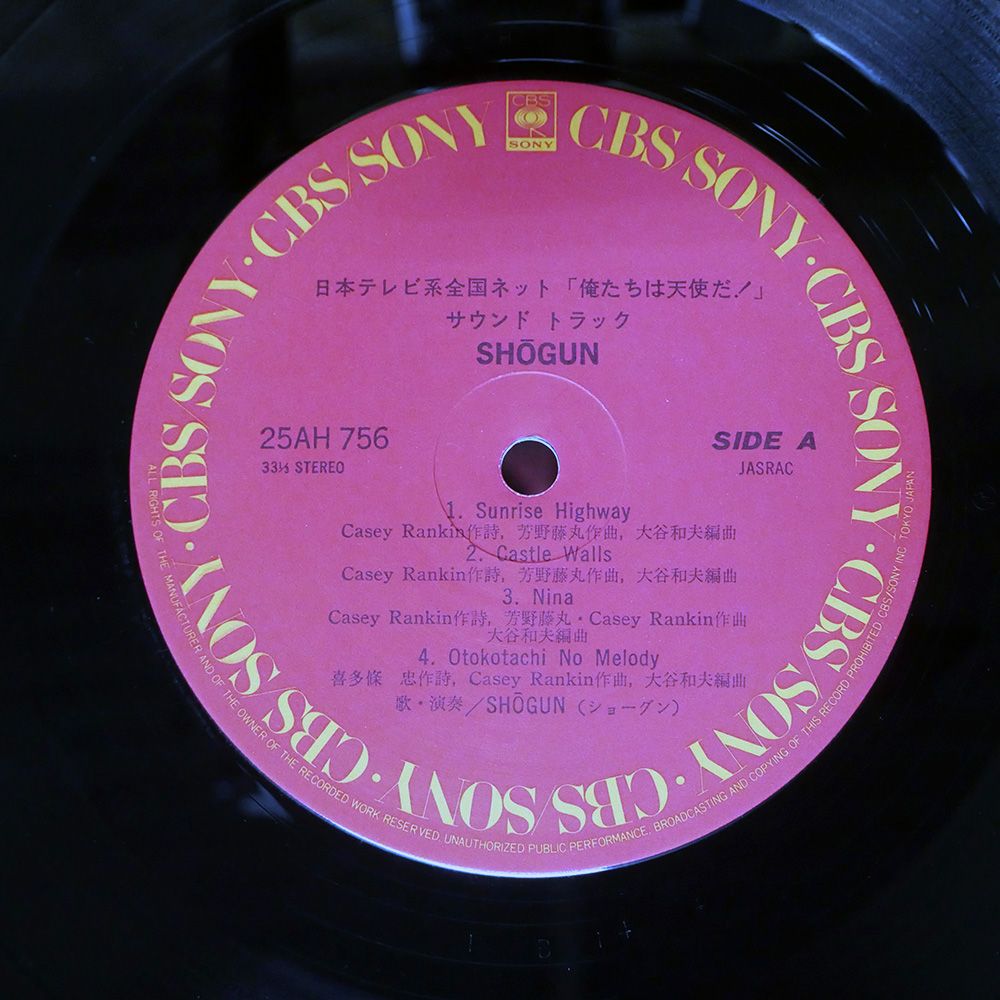 CBS
SONY
CBS/SONY · CBS/SONY · CBS/SONY · CBS/SONY · CBS/SONY · CBS/SONY · CBS/SONY · CBS/SONY · CBS/SONY
日本テレビ系全国ネット「俺たちは天使だ！」
サウンド トラック
SHŌGUN
25AH 756
SIDE A
33⅓ STEREO
JASRAC
1. Sunrise Highway
Casey Rankin作詩, 芳野藤丸作曲, 大谷和夫編曲
2. Castle Walls
Casey Rankin作詩, 芳野藤丸作曲, 大谷和夫編曲
3. Nina
Casey Rankin作詩, 芳野藤丸・Casey Rankin作曲
大谷和夫編曲
4. Otokotachi No Melody
喜多條 忠作詩, Casey Rankin作曲, 大谷和夫編曲
歌・演奏／SHŌGUN（ショーグン）
ALL RIGHTS OF THE MANUFACTURER AND OF THE OWNER OF THE RECORDED WORK RESERVED. UNAUTHORIZED PUBLIC PERFORMANCE, BROADCASTING AND COPYING OF THIS RECORD PROHIBITED. CBS/SONY INC. TOKYO JAPAN